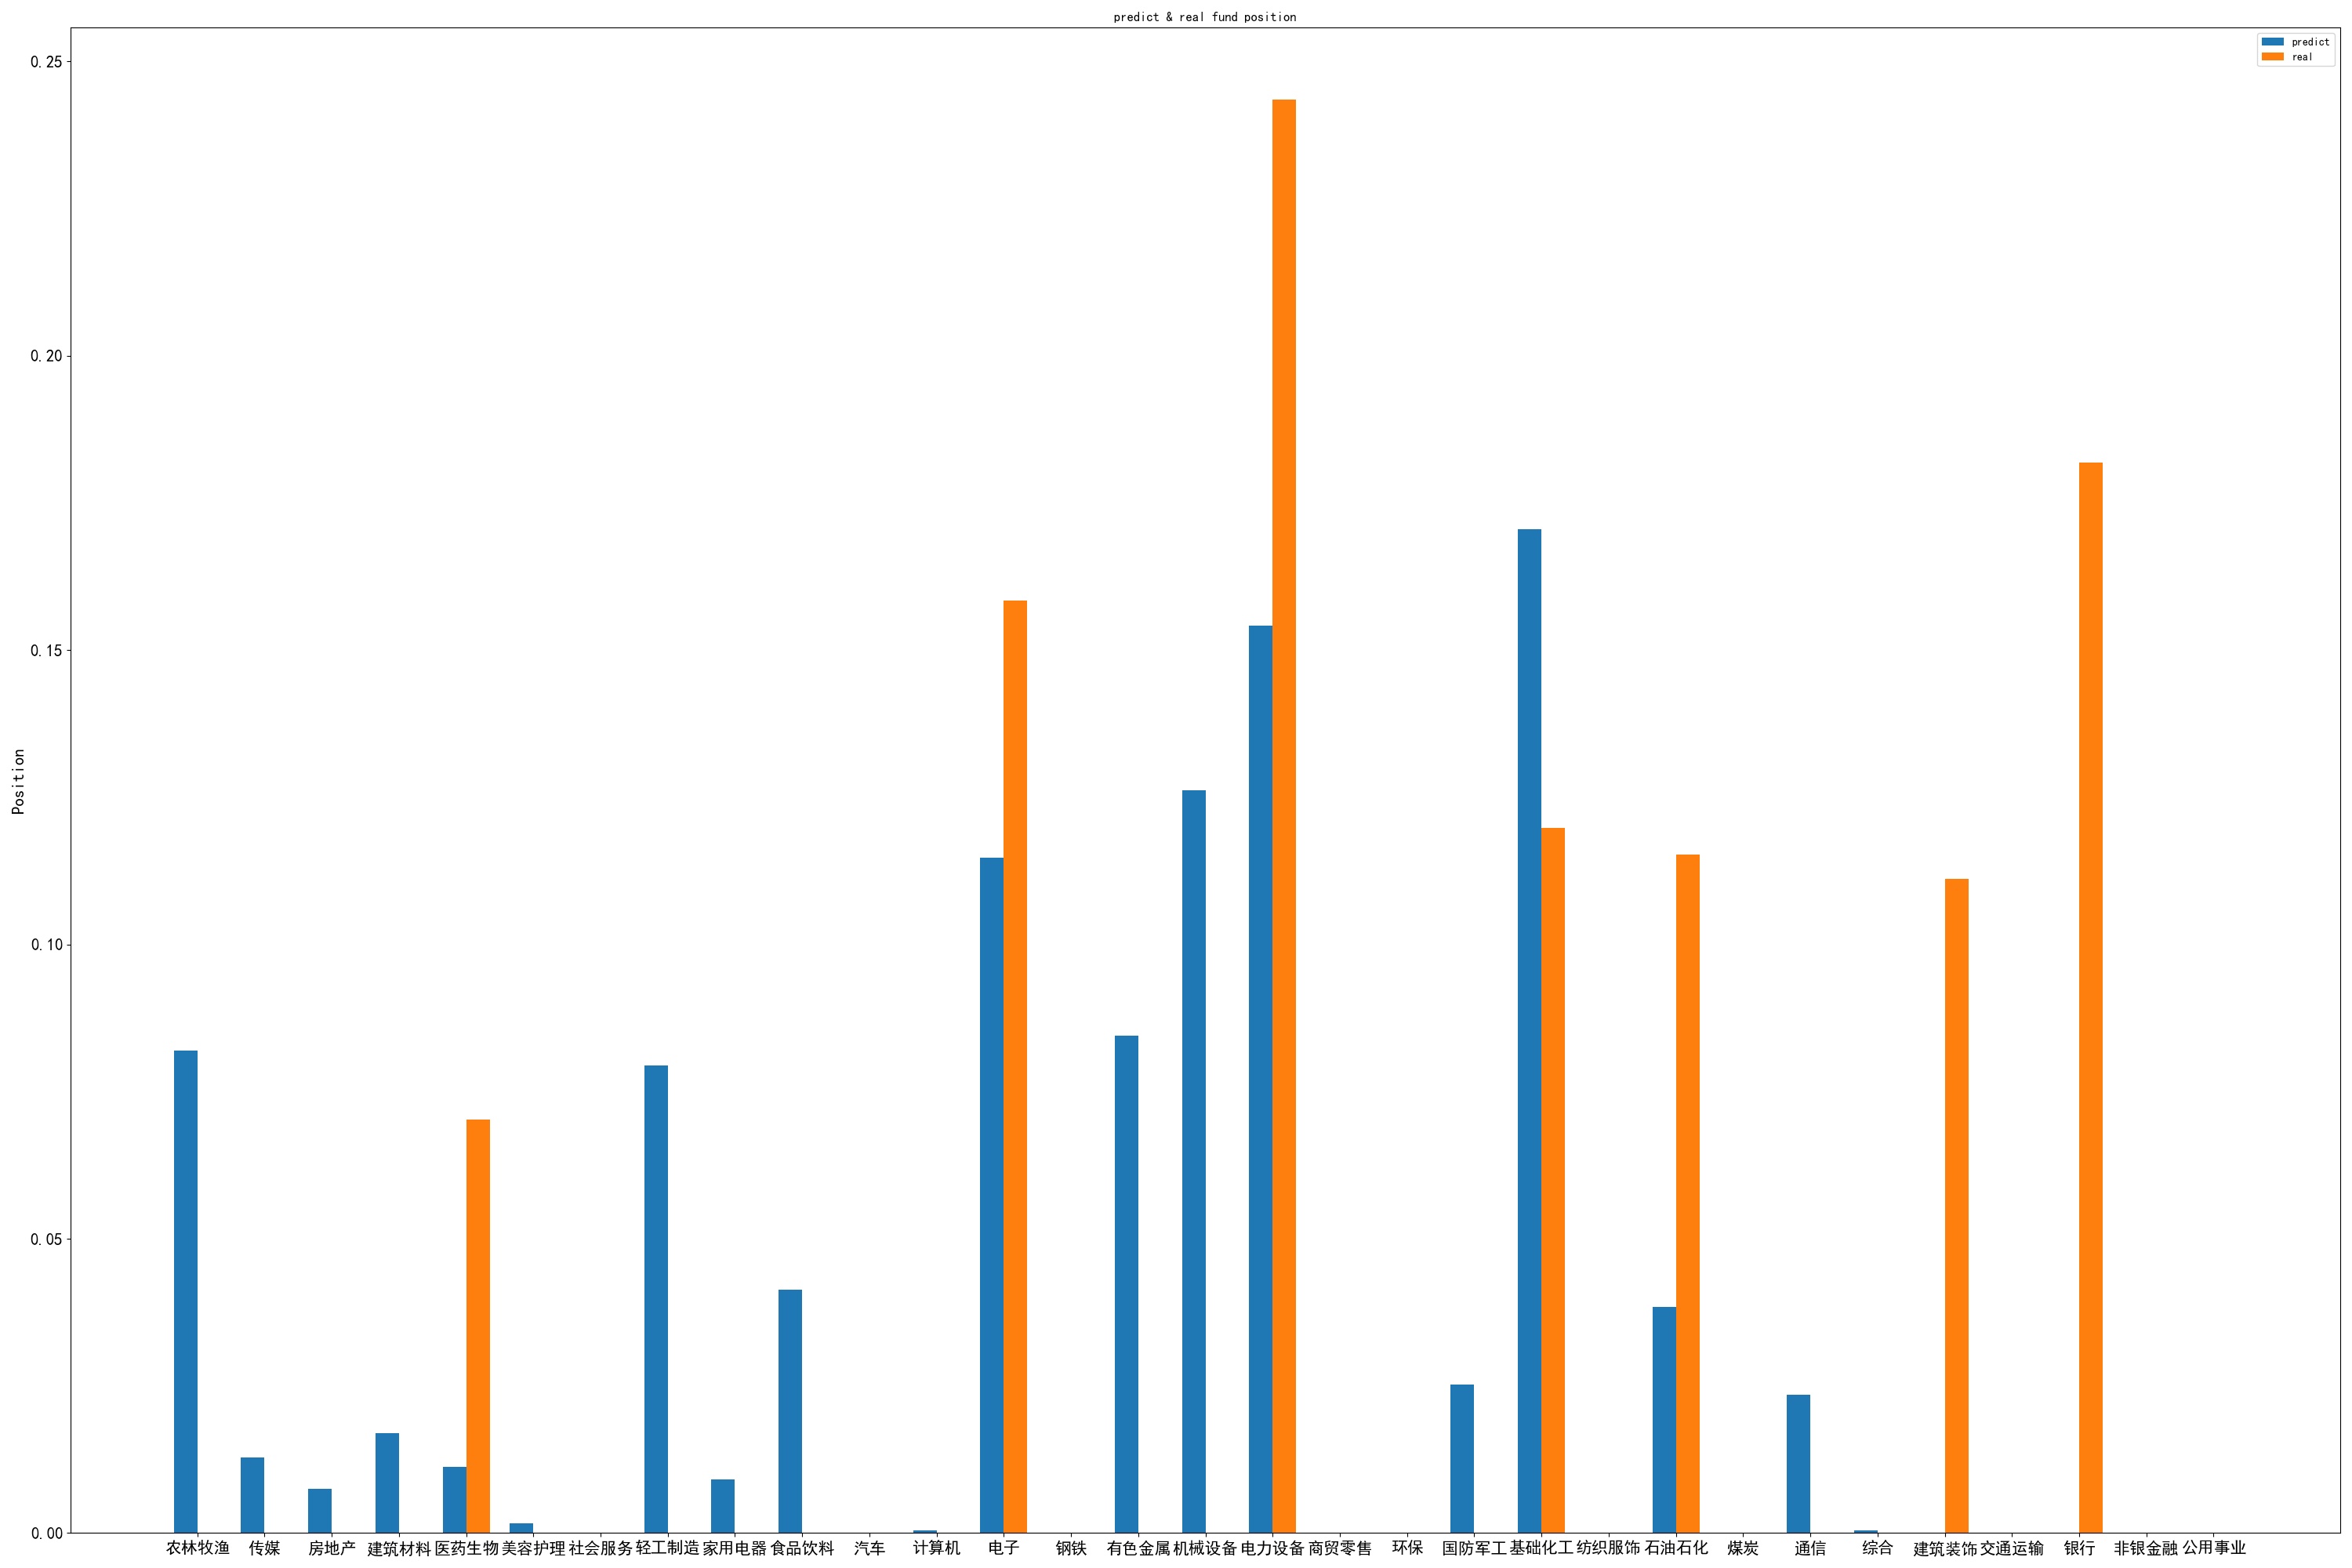 predict & real fund position
predict
real
0.25
0.20
0.15
0.10
0.05
0.00
Position
农林牧渔 传媒 房地产 建筑材料 医药生物 美容护理 社会服务 轻工制造 家用电器 食品饮料 汽车 计算机 电子 钢铁 有色金属 机械设备 电力设备 商贸零售 环保 国防军工 基础化工 纺织服饰 石油石化 煤炭 通信 综合 建筑装饰 交通运输 银行 非银金融 公用事业